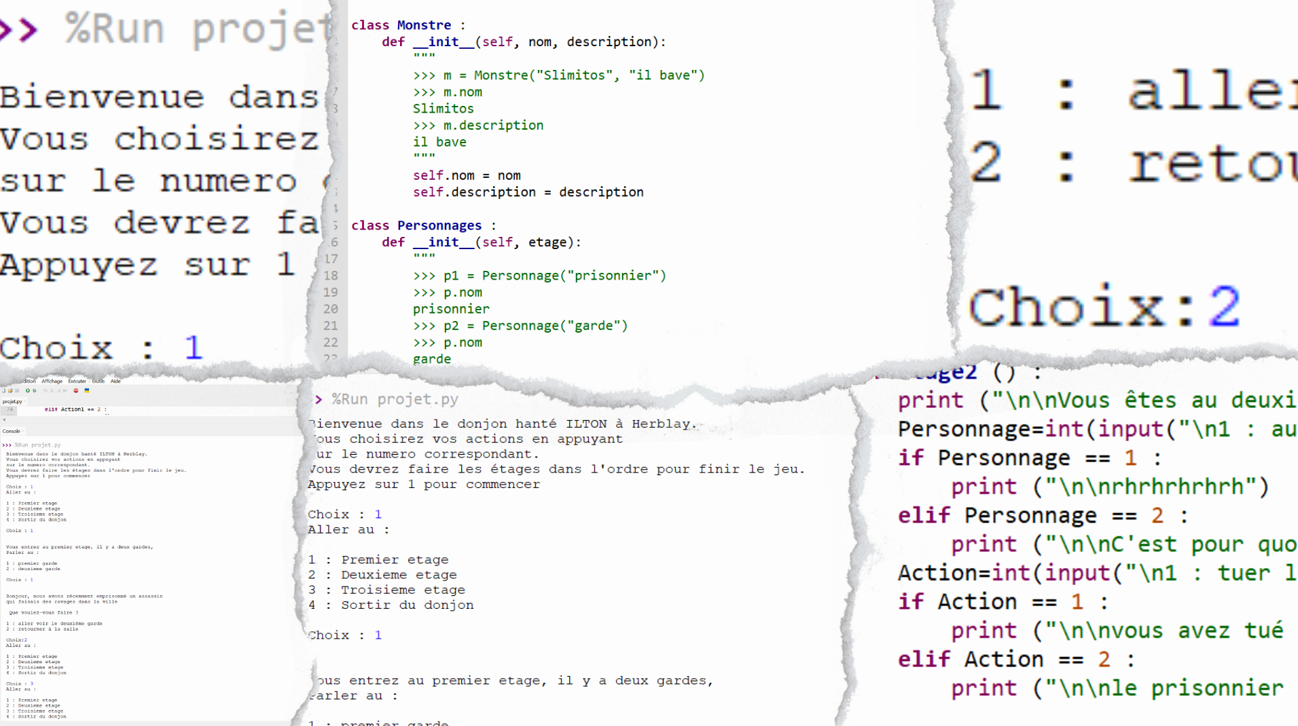 >> %Run projet
Bienvenue dans
Vous choisirez
sur le numero
Vous devrez fa
Appuyez sur 1
Choix : 1
class Monstre :
def __init__(self, nom, description):
"""
>>> m = Monstre("Slimitos", "il bave")
>>> m.nom
Slimitos
>>> m.description
il bave
"""
self.nom = nom
self.description = description
class Personnages :
6 def __init__(self, etage):
17 """
18 >>> p1 = Personnage("prisonnier")
19 >>> p.nom
20 prisonnier
21 >>> p2 = Personnage("garde")
22 >>> p.nom
garde
1 : aller
2 : retou
Choix:2
Affichage Exécuter Outils Aide
projet.py
elif Action1 == 2 :
Console
>>> %Run projet.py
Bienvenue dans le donjon hanté ILTON à Herblay.
Vous choisirez vos actions en appuyant
sur le numero correspondant.
Vous devrez faire les étages dans l'ordre pour finir le jeu.
Appuyez sur 1 pour commencer
Choix : 1
Aller au :
1 : Premier etage
2 : Deuxieme etage
3 : Troisieme etage
4 : Sortir du donjon
Choix : 1
Vous entrez au premier etage, il y a deux gardes,
Parler au :
1 : premier garde
2 : deuxieme garde
Choix : 1
Bonjour, nous avons récemment emprisonné un assassin
qui faisais des ravages dans la ville
Que voulez-vous faire ?
1 : aller voir le deuxième garde
2 : retourner à la salle
Choix:2
Aller au :
1 : Premier etage
2 : Deuxieme etage
3 : Troisieme etage
4 : Sortir du donjon
Choix : 3
Aller au :
1 : Premier etage
2 : Deuxieme etage
3 : Troisieme etage
4 : Sortir du donjon
> %Run projet.py
Bienvenue dans le donjon hanté ILTON à Herblay.
Vous choisirez vos actions en appuyant
sur le numero correspondant.
Vous devrez faire les étages dans l'ordre pour finir le jeu.
Appuyez sur 1 pour commencer
Choix : 1
Aller au :
1 : Premier etage
2 : Deuxieme etage
3 : Troisieme etage
4 : Sortir du donjon
Choix : 1
Vous entrez au premier etage, il y a deux gardes,
Parler au :
1 : premier garde
tage2 () :
print ("\n\nVous êtes au deuxi
Personnage=int(input("\n1 : au
if Personnage == 1 :
print ("\n\nrhrhrhrhrh")
elif Personnage == 2 :
print ("\n\nC'est pour quo
Action=int(input("\n1 : tuer l
if Action == 1 :
print ("\n\nvous avez tué
elif Action == 2 :
print ("\n\nle prisonnier